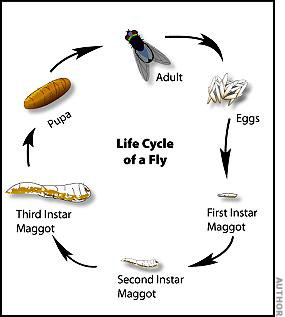 Adult
Eggs
Pupa
Life Cycle
of a Fly
Third Instar
Maggot
First Instar
Maggot
Second Instar
Maggot
AUTHOR